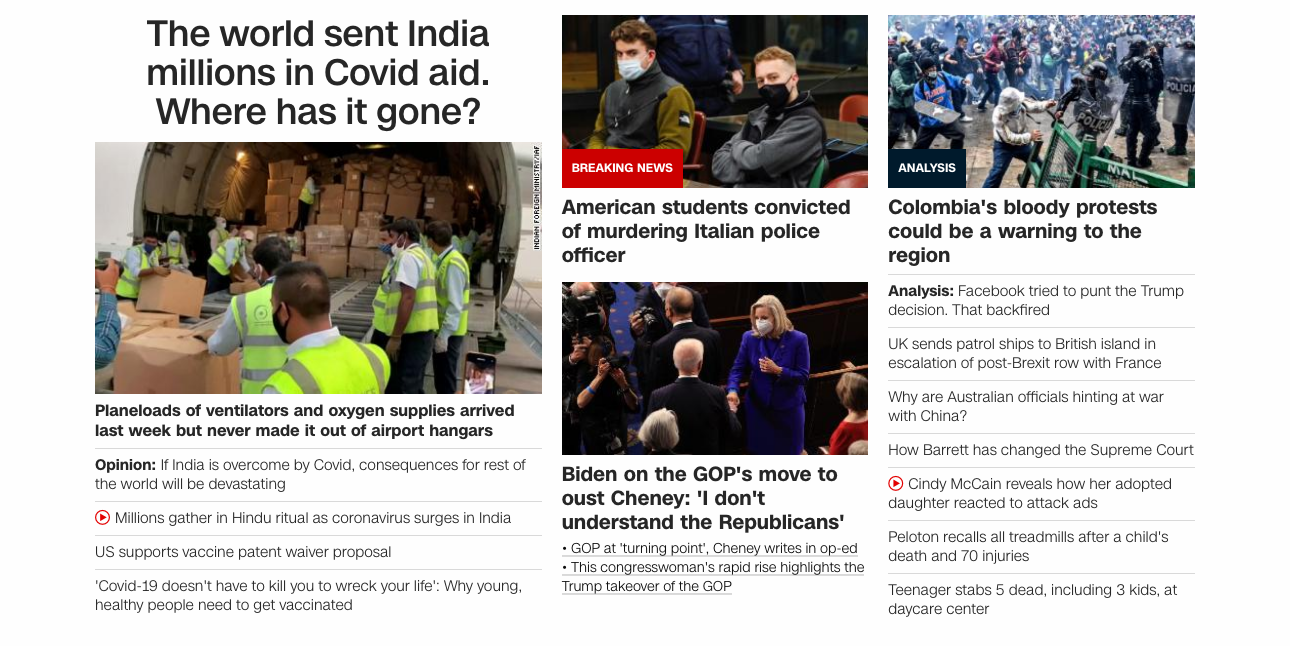 The world sent India
millions in Covid aid.
Where has it gone?
INDIAN FOREIGN MINISTRY/IAF
Planeloads of ventilators and oxygen supplies arrived
last week but never made it out of airport hangars
Opinion: If India is overcome by Covid, consequences for rest of
the world will be devastating
Millions gather in Hindu ritual as coronavirus surges in India
US supports vaccine patent waiver proposal
'Covid-19 doesn't have to kill you to wreck your life': Why young,
healthy people need to get vaccinated
BREAKING NEWS
American students convicted
of murdering Italian police
officer
Biden on the GOP's move to
oust Cheney: 'I don't
understand the Republicans'
• GOP at 'turning point', Cheney writes in op-ed
• This congresswoman's rapid rise highlights the
Trump takeover of the GOP
POLICIA
POLICIA
MAL
ANALYSIS
Colombia's bloody protests
could be a warning to the
region
Analysis: Facebook tried to punt the Trump
decision. That backfired
UK sends patrol ships to British island in
escalation of post-Brexit row with France
Why are Australian officials hinting at war
with China?
How Barrett has changed the Supreme Court
Cindy McCain reveals how her adopted
daughter reacted to attack ads
Peloton recalls all treadmills after a child's
death and 70 injuries
Teenager stabs 5 dead, including 3 kids, at
daycare center